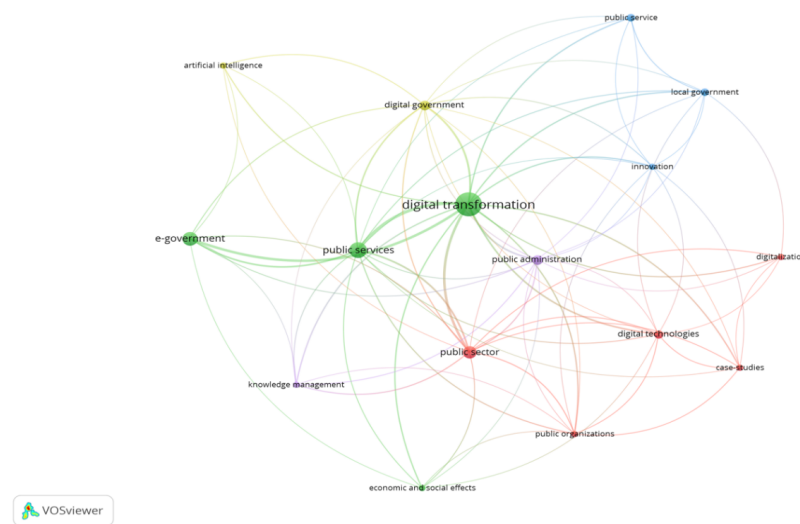 public service
artificial intelligence
local government
digital government
innovation
digital transformation
e-government
public services
public administration
digitalizatio
digital technologies
public sector
case-studies
knowledge management
public organizations
economic and social effects
VOSviewer